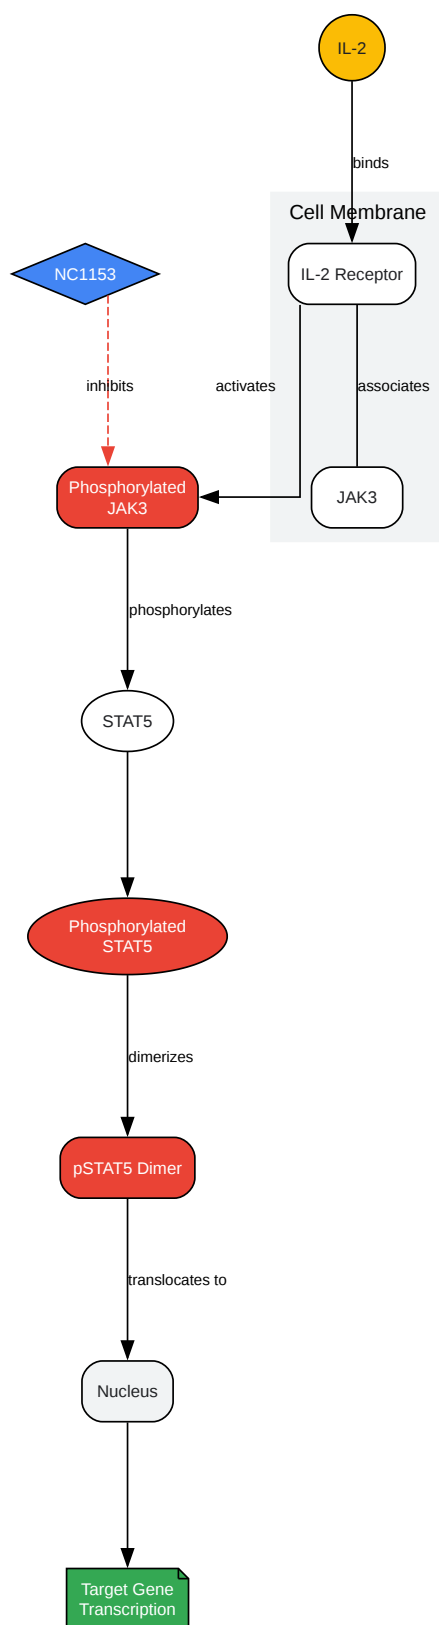 IL-2
binds
Cell Membrane
NC1153
IL-2 Receptor
inhibits
activates
associates
Phosphorylated
JAK3
JAK3
phosphorylates
STAT5
Phosphorylated
STAT5
dimerizes
pSTAT5 Dimer
translocates to
Nucleus
Target Gene
Transcription